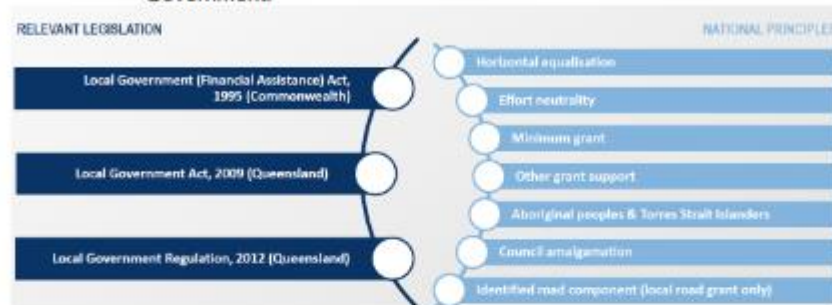 RELEVANT LEGISLATION
NATIONAL PRINCIPLES
Local Government (Financial Assistance) Act,
1995 (Commonwealth)
Local Government Act, 2009 (Queensland)
Local Government Regulation, 2012 (Queensland)
Horizontal equalisation
Effort neutrality
Minimum grant
Other grant support
Aboriginal peoples & Torres Strait Islanders
Council amalgamation
Identified road component (local road grant only)